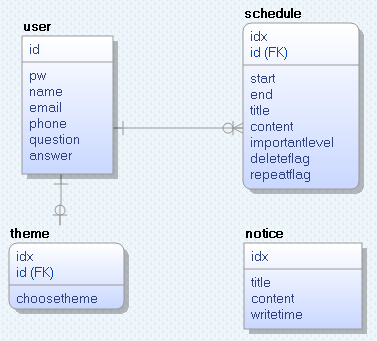 user
id
pw
name
email
phone
question
answer
schedule
idx
id (FK)
start
end
title
content
importantlevel
deleteflag
repeatflag
theme
idx
id (FK)
choosetheme
notice
idx
title
content
writetime